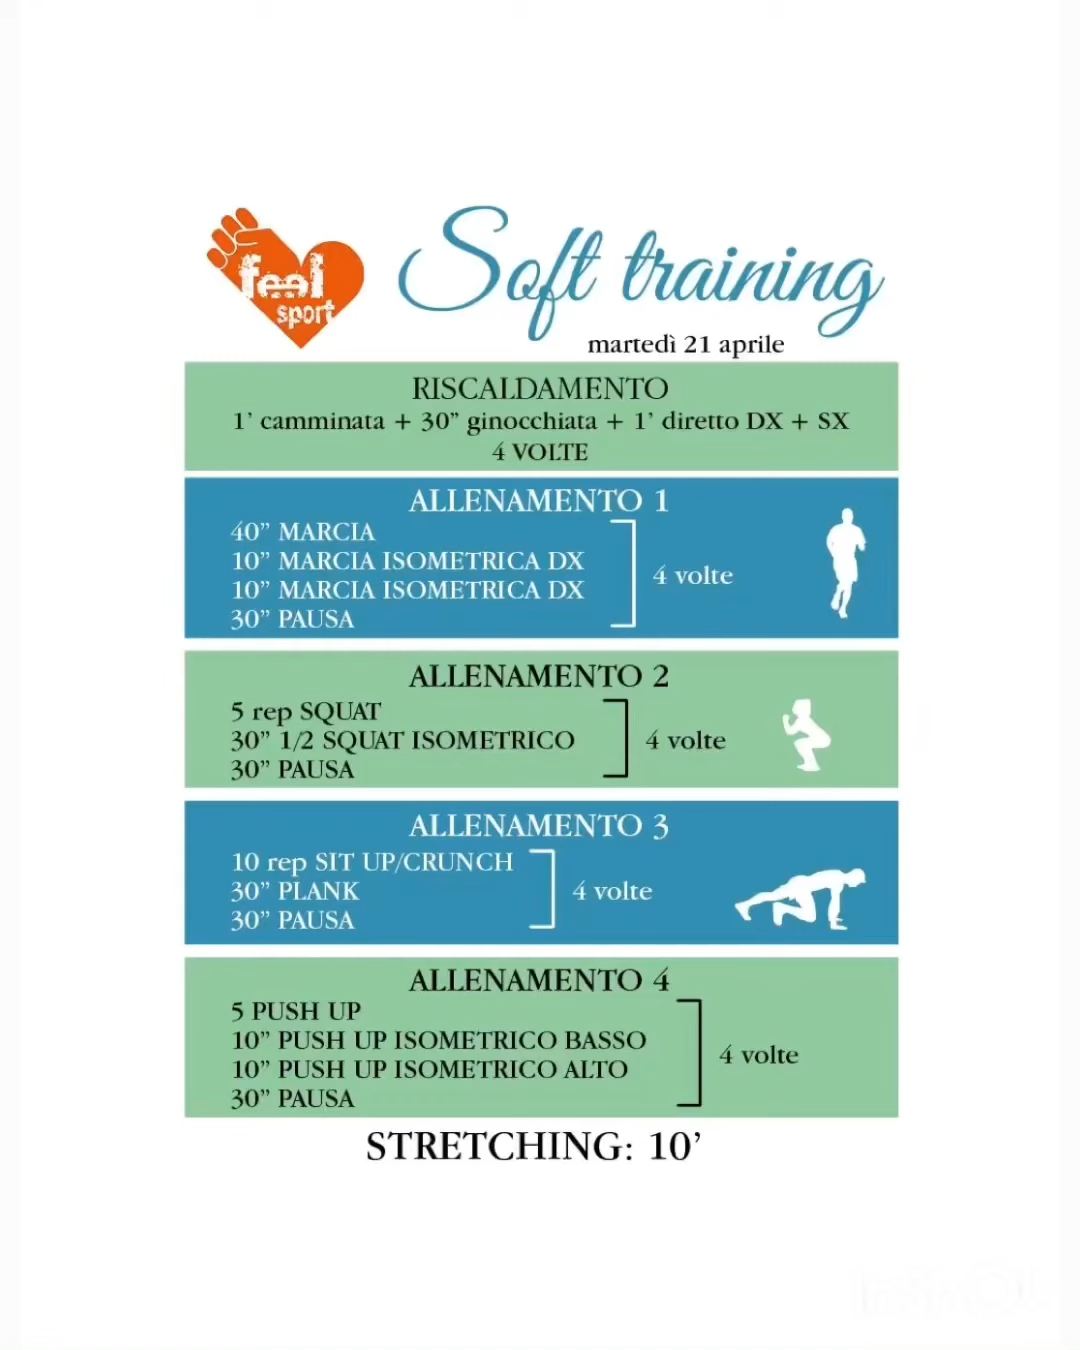 feel
sport
Soft training
martedì 21 aprile
RISCALDAMENTO
1' camminata + 30” ginocchiata + 1' diretto DX + SX
4 VOLTE
ALLENAMENTO 1
40” MARCIA
10” MARCIA ISOMETRICA DX
10” MARCIA ISOMETRICA DX
30” PAUSA
4 volte
ALLENAMENTO 2
5 rep SQUAT
30” 1/2 SQUAT ISOMETRICO
30” PAUSA
4 volte
ALLENAMENTO 3
10 rep SIT UP/CRUNCH
30” PLANK
30” PAUSA
4 volte
ALLENAMENTO 4
5 PUSH UP
10” PUSH UP ISOMETRICO BASSO
10” PUSH UP ISOMETRICO ALTO
30” PAUSA
4 volte
STRETCHING: 10’